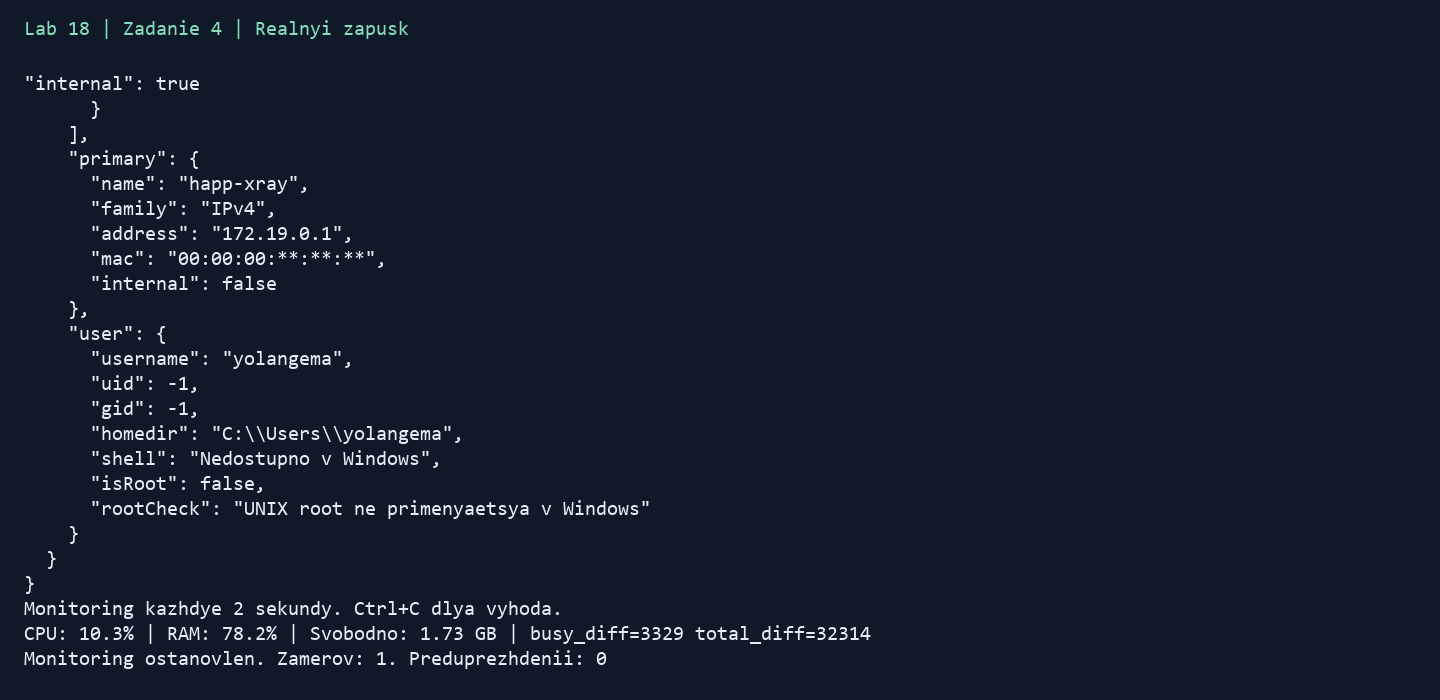 Lab 18 | Zadanie 4 | Realnyi zapusk
"internal": true
      }
    ],
    "primary": {
      "name": "happ-xray",
      "family": "IPv4",
      "address": "172.19.0.1",
      "mac": "00:00:00:**:**:**",
      "internal": false
    },
    "user": {
      "username": "yolangema",
      "uid": -1,
      "gid": -1,
      "homedir": "C:\\Users\\yolangema",
      "shell": "Nedostupno v Windows",
      "isRoot": false,
      "rootCheck": "UNIX root ne primenyaetsya v Windows"
    }
  }
}
Monitoring kazhdye 2 sekundy. Ctrl+C dlya vyhoda.
CPU: 10.3% | RAM: 78.2% | Svobodno: 1.73 GB | busy_diff=3329 total_diff=32314
Monitoring ostanovlen. Zamerov: 1. Preduprezhdenii: 0